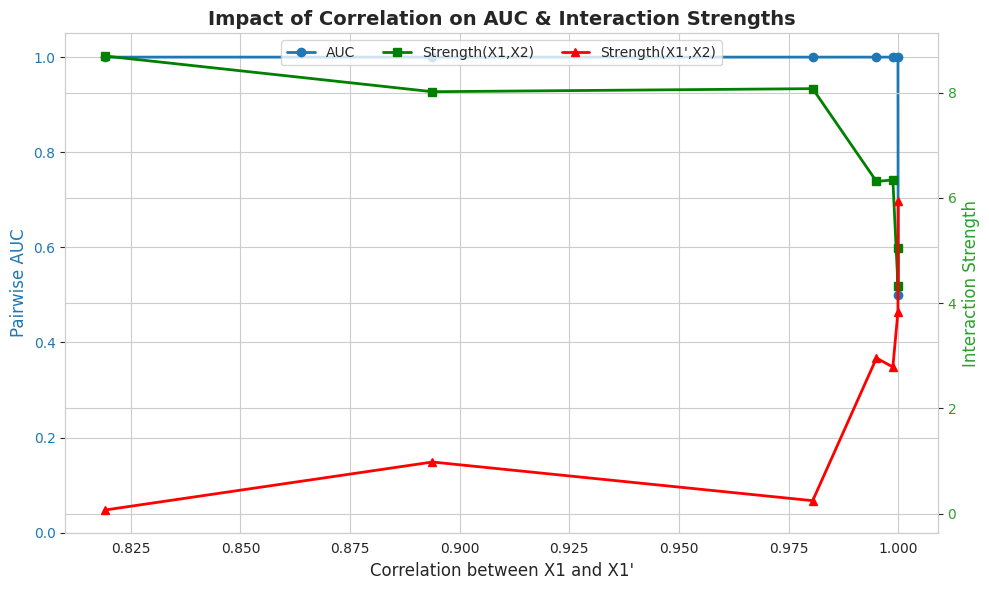 Impact of Correlation on AUC & Interaction Strengths
AUC
Strength(X1,X2)
Strength(X1',X2)
Pairwise AUC
1.0
0.8
0.6
0.4
0.2
0.0
8
6
4
2
0
Interaction Strength
0.825
0.850
0.875
0.900
0.925
0.950
0.975
1.000
Correlation between X1 and X1'